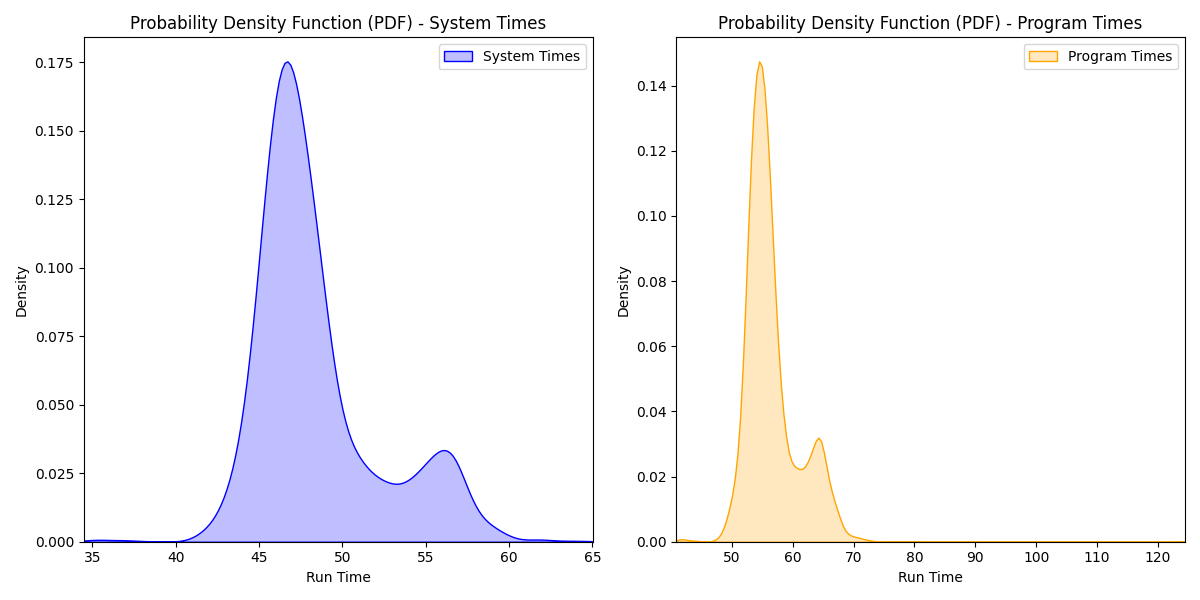 Probability Density Function (PDF) - System Times
System Times
0.175
0.150
0.125
0.100
0.075
0.050
0.025
0.000
Density
35 40 45 50 55 60 65
Run Time
Probability Density Function (PDF) - Program Times
Program Times
0.14
0.12
0.10
0.08
0.06
0.04
0.02
0.00
Density
50 60 70 80 90 100 110 120
Run Time